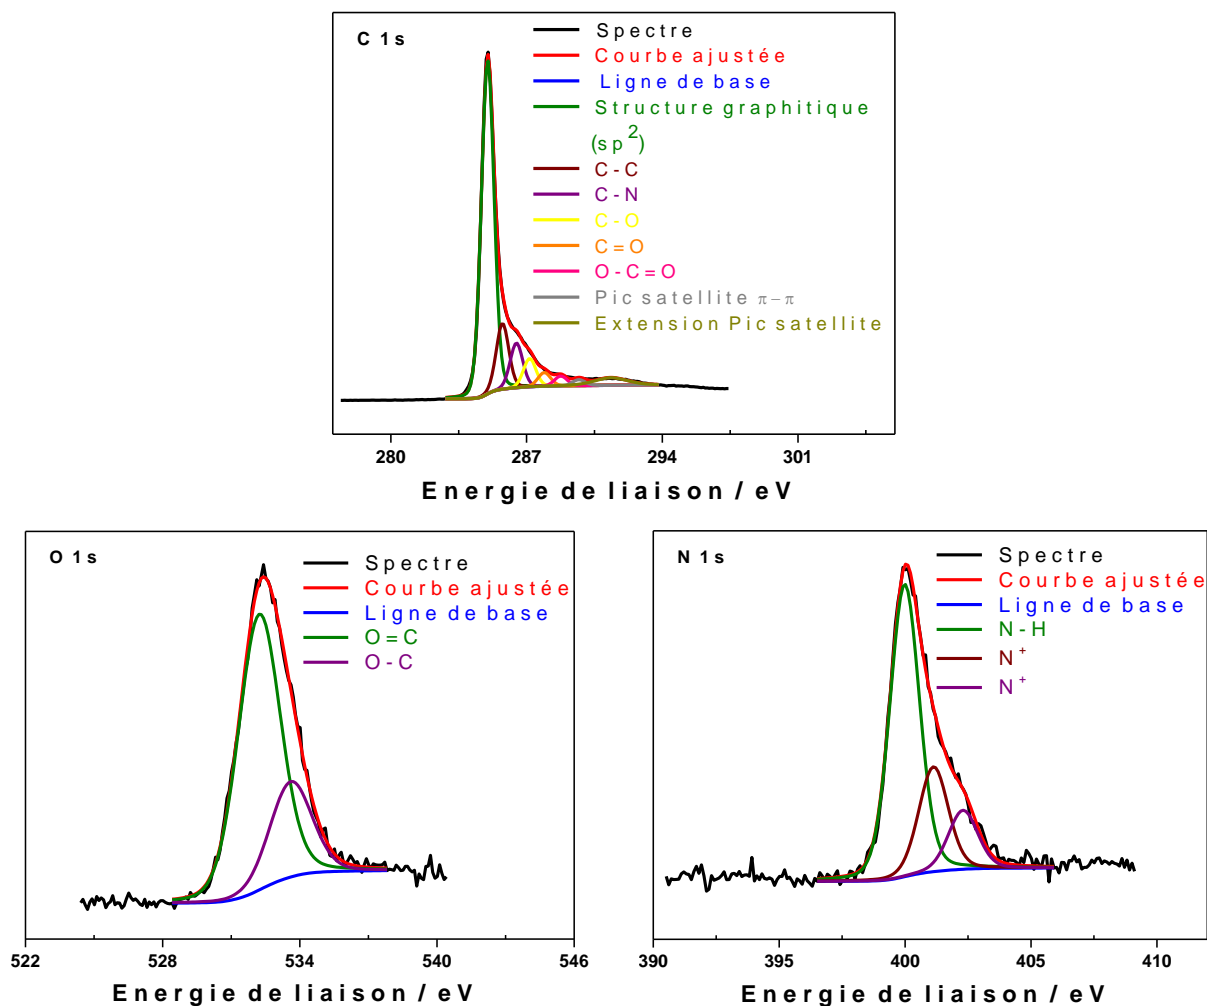 C 1s
Spectre
Courbe ajustée
Ligne de base
Structure graphitique
(sp2)
C-C
C-N
C-O
C=O
O-C=O
Pic satellite π−π
Extension Pic satellite
280 287 294 301
Energie de liaison / eV
O 1s
Spectre
Courbe ajustée
Ligne de base
O=C
O-C
522 528 534 540 546
Energie de liaison / eV
N 1s
Spectre
Courbe ajustée
Ligne de base
N-H
N+
N+
390 395 400 405 410
Energie de liaison / eV